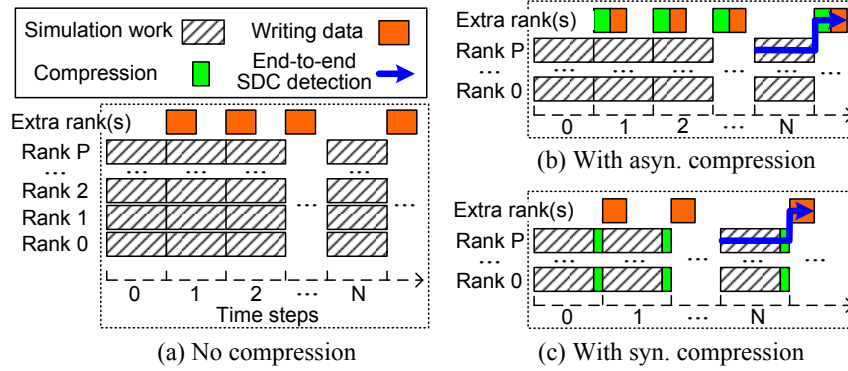 Simulation work
Writing data
Compression
End-to-end
SDC detection
Extra rank(s)
Rank P
...
...
Rank 2
Rank 1
Rank 0
...
...
0 1 2 ... N
Time steps
(a) No compression
Extra rank(s)
...
Rank P
...
...
...
...
Rank 0
0 1 2 ... N
(b) With asyn. compression
Extra rank(s)
...
Rank P
...
...
...
...
Rank 0
0 1 ... N
(c) With syn. compression